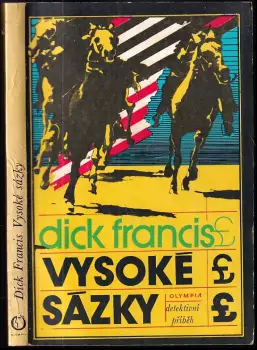 Dick Francis Vysoké sázky
dick francis £
VYSOKÉ £
SÁZKY £
OLYMPIA
detektivní
příběh